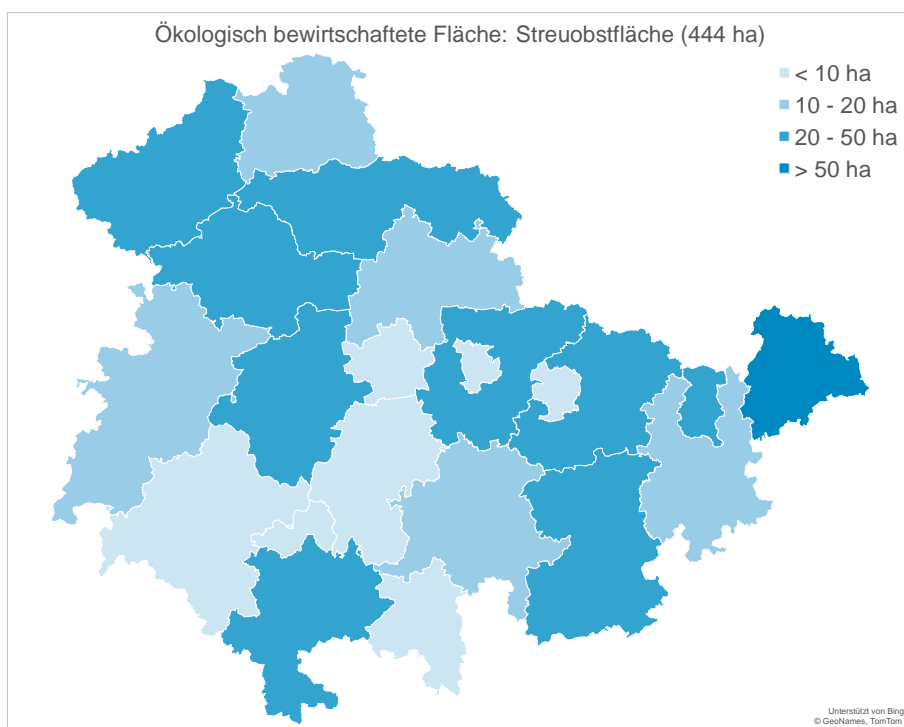 Ökologisch bewirtschaftete Fläche: Streuobstfläche (444 ha)
< 10 ha
10 - 20 ha
20 - 50 ha
> 50 ha
Unterstützt von Bing
© GeoNames, TomTom